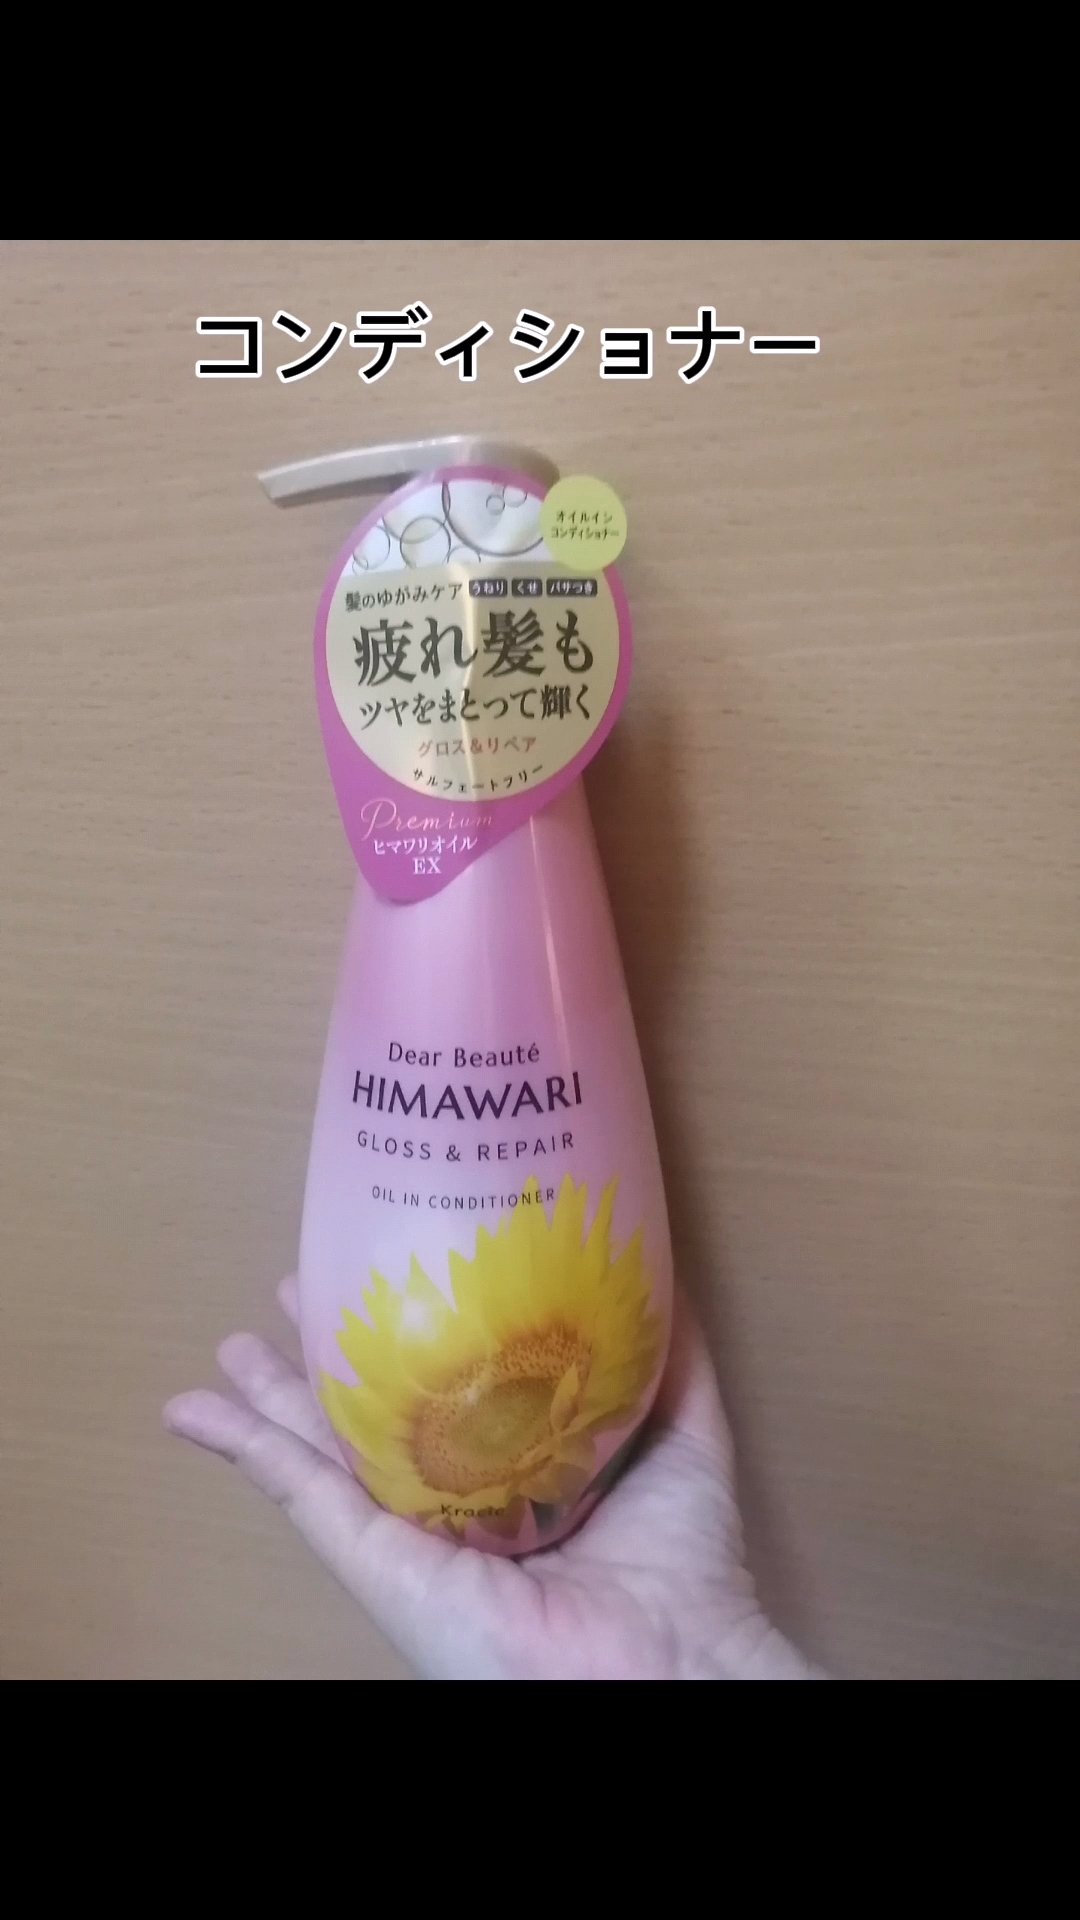 コンディショナー
オイルイン
コンディショナー
髪のゆがみケア うねり くせ パサつき
疲れ髪も
ツヤをまとって輝く
グロス&リペア
サルフェートフリー
Premium
ヒマワリオイル
EX
Dear Beauté
HIMAWARI
GLOSS & REPAIR
OIL IN CONDITIONER
Kracie